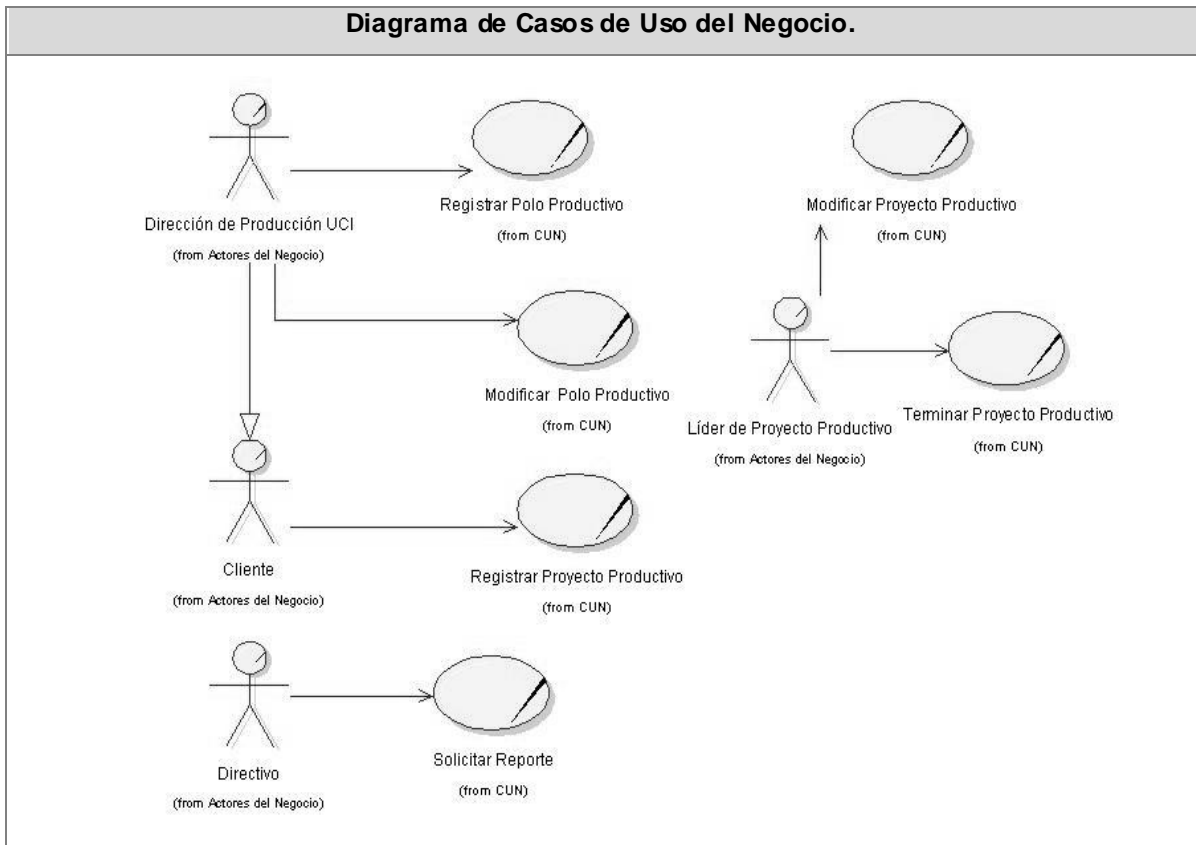 Diagrama de Casos de Uso del Negocio.
Dirección de Producción UCI
(from Actores del Negocio)
Registrar Polo Productivo
(from CUN)
Modificar Polo Productivo
(from CUN)
Cliente
(from Actores del Negocio)
Registrar Proyecto Productivo
(from CUN)
Directivo
(from Actores del Negocio)
Solicitar Reporte
(from CUN)
Modificar Proyecto Productivo
(from CUN)
Líder de Proyecto Productivo
(from Actores del Negocio)
Terminar Proyecto Productivo
(from CUN)